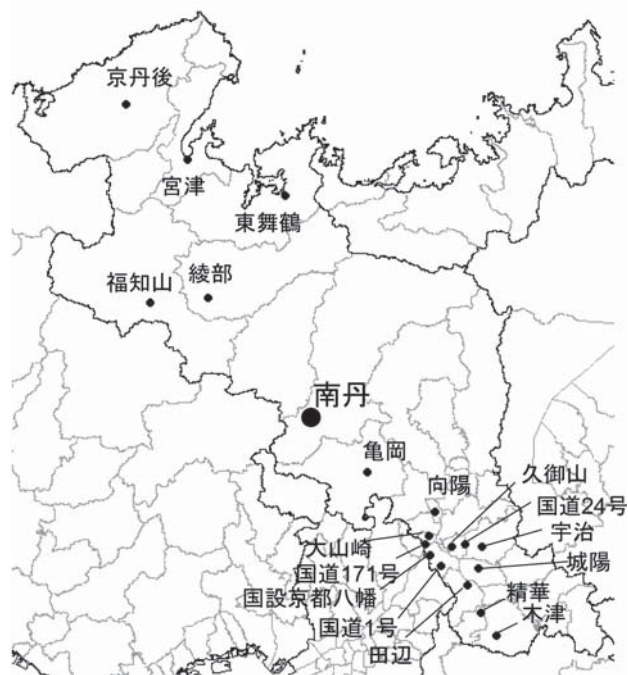 京丹後
宮津
東舞鶴
福知山
綾部
南丹
亀岡
向陽
久御山
国道24号
宇治
大山崎
国道171号
城陽
国設京都八幡
精華
国道1号
木津
田辺